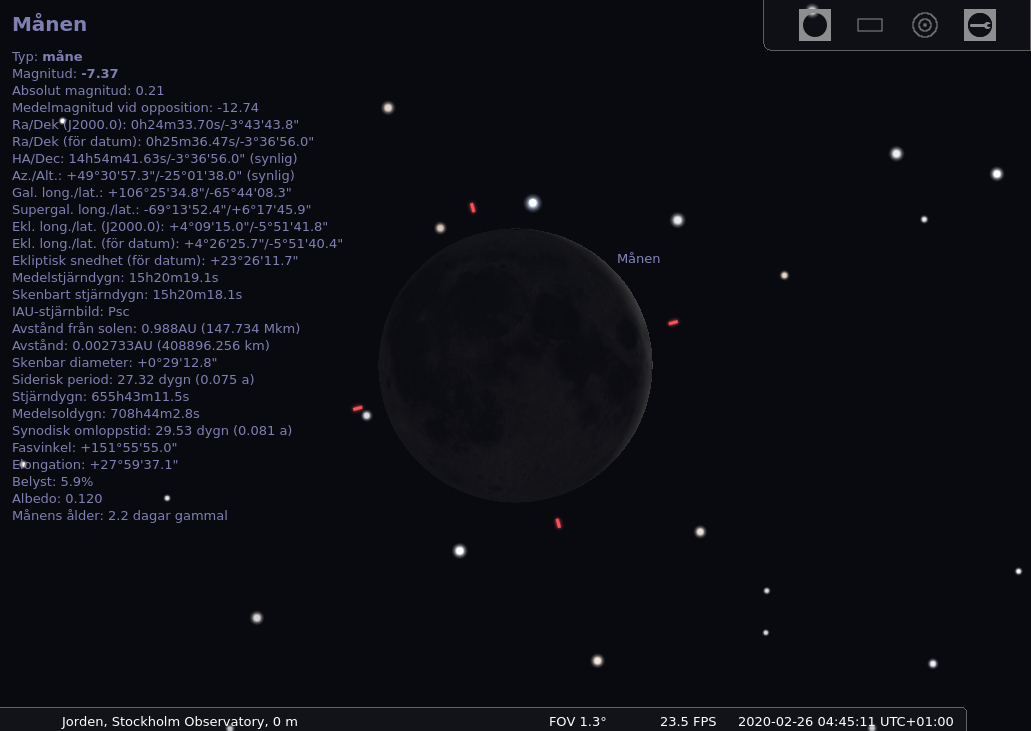 Månen
Typ: måne
Magnitud: -7.37
Absolut magnitud: 0.21
Medelmagnitud vid opposition: -12.74
Ra/Dek (J2000.0): 0h24m33.70s/-3°43'43.8"
Ra/Dek (för datum): 0h25m36.47s/-3°36'56.0"
HA/Dec: 14h54m41.63s/-3°36'56.0" (synlig)
Az./Alt.: +49°30'57.3"/-25°01'38.0" (synlig)
Gal. long./lat.: +106°25'34.8"/-65°44'08.3"
Supergal. long./lat.: -69°13'52.4"/+6°17'45.9"
Ekl. long./lat. (J2000.0): +4°09'15.0"/-5°51'41.8"
Ekl. long./lat. (för datum): +4°26'25.7"/-5°51'40.4"
Ekliptisk snedhet (för datum): +23°26'11.7"
Medelstjärndygn: 15h20m19.1s
Skenbart stjärndygn: 15h20m18.1s
IAU-stjärnbild: Psc
Avstånd från solen: 0.988AU (147.734 Mkm)
Avstånd: 0.002733AU (408896.256 km)
Skenbar diameter: +0°29'12.8"
Siderisk period: 27.32 dygn (0.075 a)
Stjärndygn: 655h43m11.5s
Medelsoldygn: 708h44m2.8s
Synodisk omloppstid: 29.53 dygn (0.081 a)
Fasvinkel: +151°55'55.0"
Elongation: +27°59'37.1"
Belyst: 5.9%
Albedo: 0.120
Månens ålder: 2.2 dagar gammal
Månen
Jorden, Stockholm Observatory, 0 m FOV 1.3° 23.5 FPS 2020-02-26 04:45:11 UTC+01:00